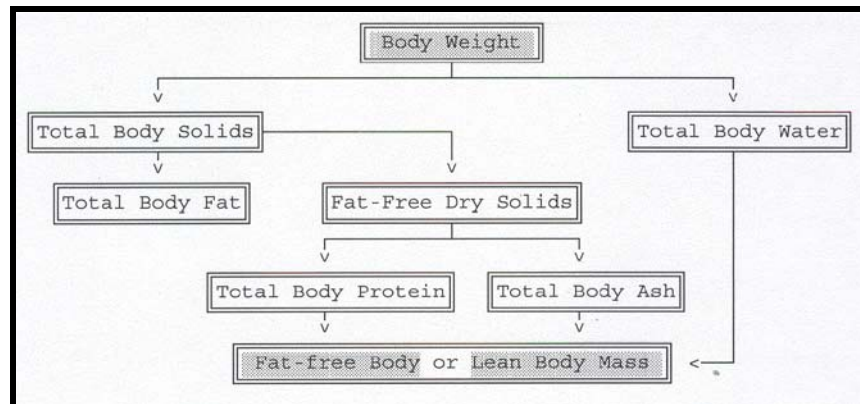 Body Weight
Total Body Solids
Total Body Water
Total Body Fat
Fat-Free Dry Solids
Total Body Protein
Total Body Ash
Fat-free Body or Lean Body Mass